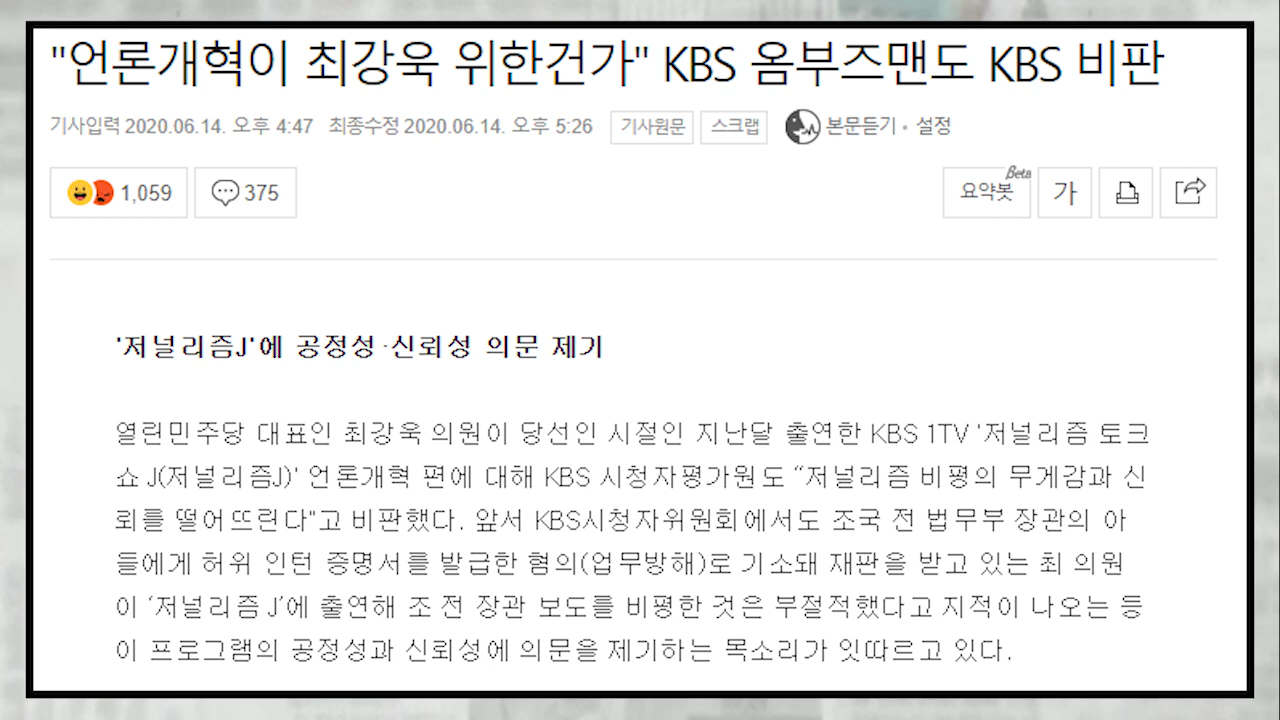 "언론개혁이 최강욱 위한건가" KBS 옴부즈맨도 KBS 비판
기사입력 2020.06.14. 오후 4:47 최종수정 2020.06.14. 오후 5:26 기사원문 스크랩 본문듣기 • 설정
1,059 375 요약봇 Beta 가
'저널리즘J'에 공정성·신뢰성 의문 제기
열린민주당 대표인 최강욱 의원이 당선인 시절인 지난달 출연한 KBS 1TV '저널리즘 토크
쇼 J(저널리즘J)' 언론개혁 편에 대해 KBS 시청자평가원도 “저널리즘 비평의 무게감과 신
뢰를 떨어뜨린다"고 비판했다. 앞서 KBS시청자위원회에서도 조국 전 법무부 장관의 아
들에게 허위 인턴 증명서를 발급한 혐의(업무방해)로 기소돼 재판을 받고 있는 최 의원
이 ‘저널리즘 J’에 출연해 조 전 장관 보도를 비평한 것은 부절적했다고 지적이 나오는 등
이 프로그램의 공정성과 신뢰성에 의문을 제기하는 목소리가 잇따르고 있다.